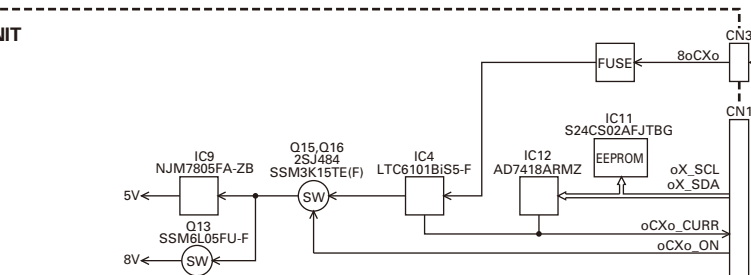 NIT
CN3
8oCXo
FUSE
CN1
IC11
S24CS02AFJTBG
EEPROM
Q15,Q16
2SJ484
SSM3K15TE(F)
IC9
NJM7805FA-ZB
IC4
LTC6101BiS5-F
IC12
AD7418ARMZ
oX_SCL
oX_SDA
5V
SW
Q13
SSM6L05FU-F
oCXo_CURR
oCXo_ON
8V
SW